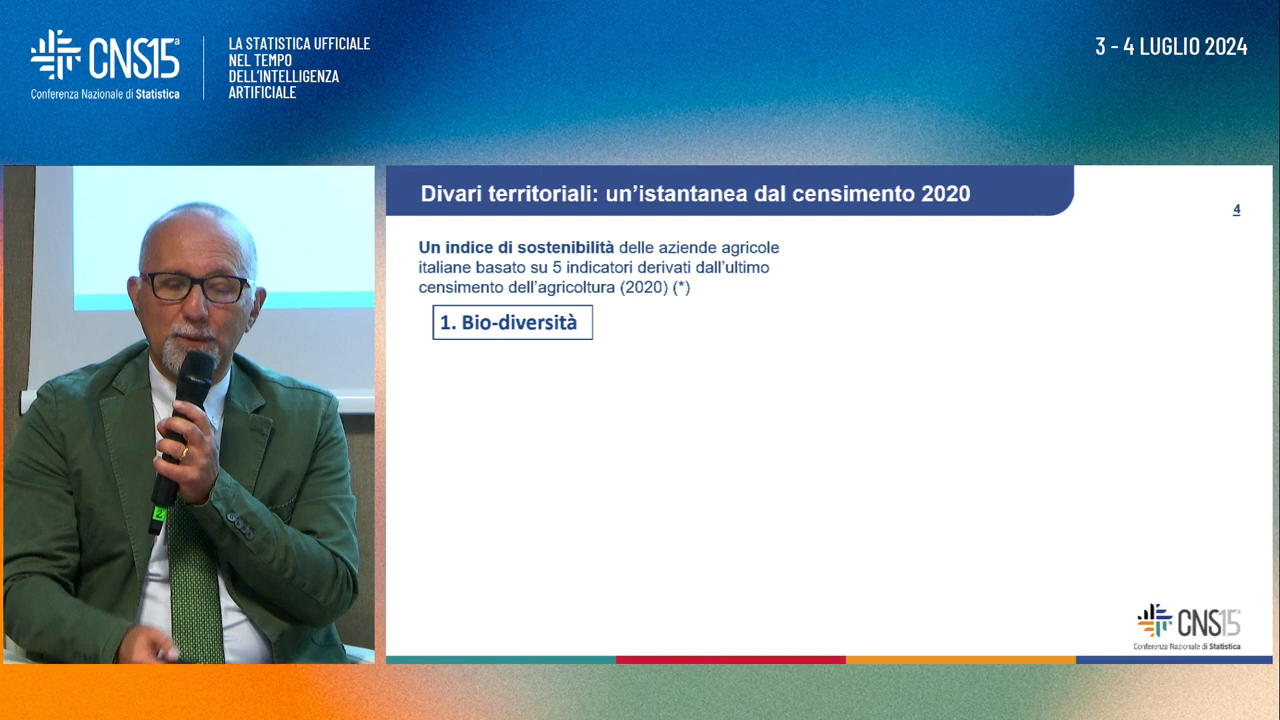 CNS15ª
Conferenza Nazionale di Statistica
LA STATISTICA UFFICIALE
NEL TEMPO
DELL'INTELLIGENZA
ARTIFICIALE
3 - 4 LUGLIO 2024
Divari territoriali: un'istantanea dal censimento 2020
4
Un indice di sostenibilità delle aziende agricole
italiane basato su 5 indicatori derivati dall'ultimo
censimento dell'agricoltura (2020) (*)
1. Bio-diversità
2
CNS15ª
Conferenza Nazionale di Statistica